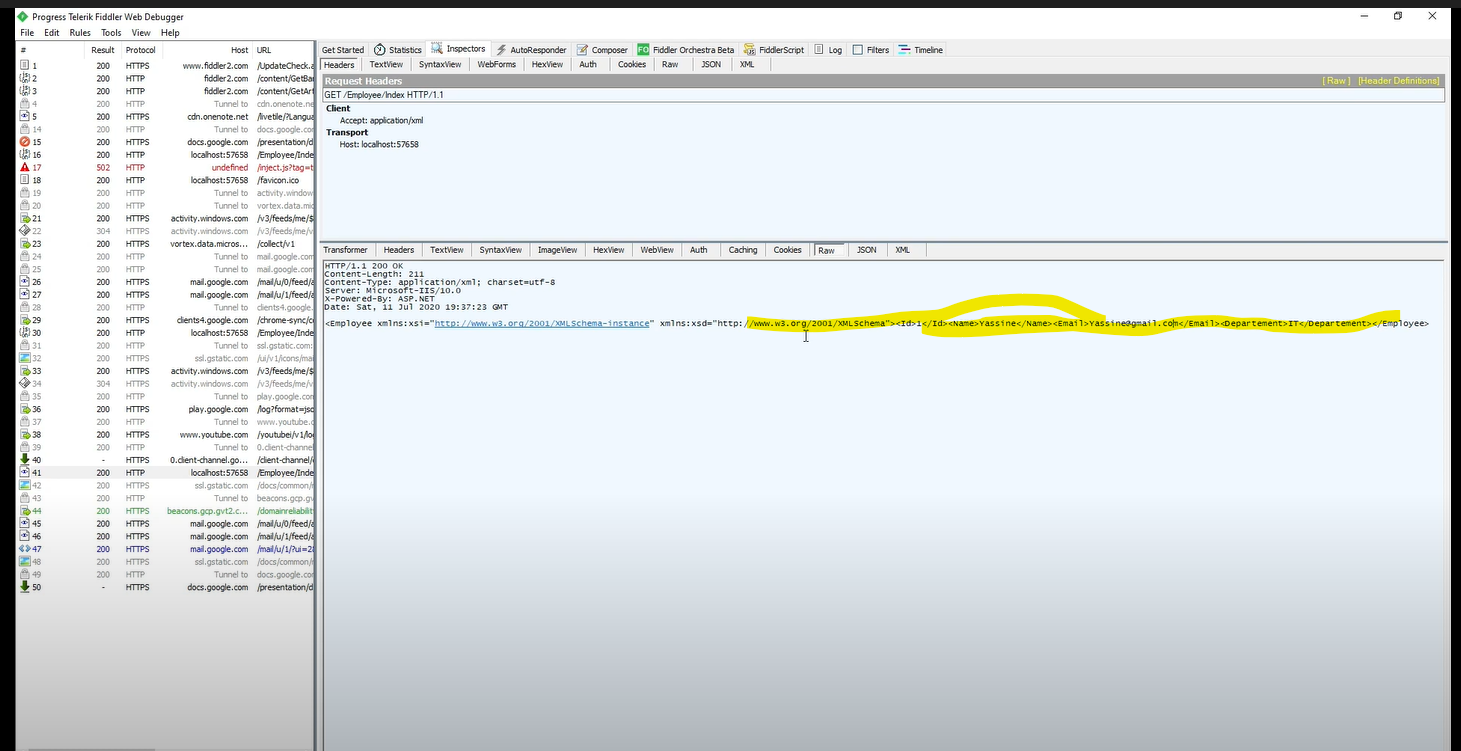 Progress Telerik Fiddler Web Debugger
File Edit Rules Tools View Help
# Result Protocol Host URL
1 200 HTTPS www.fiddler2.com /UpdateCheck.a
2 200 HTTP fiddler2.com /content/GetBar
3 200 HTTP fiddler2.com /content/GetArt
4 200 HTTP Tunnel to cdn.onenote.ne
5 200 HTTPS cdn.onenote.net /livetile/?Langua
14 200 HTTP Tunnel to docs.google.co
15 200 HTTPS docs.google.com /presentation/d
16 200 HTTP localhost:57658 /Employee/Inde
17 502 HTTP undefined /inject.js?tag=t
18 200 HTTP localhost:57658 /favicon.ico
19 200 HTTP Tunnel to activity.window
20 200 HTTP Tunnel to vortex.data.mic
21 200 HTTPS activity.windows.com /v3/feeds/me/$
22 304 HTTPS activity.windows.com /v3/feeds/me/v
23 200 HTTPS vortex.data.micros... /collect/v1
24 200 HTTP Tunnel to mail.google.com
25 200 HTTP Tunnel to mail.google.com
26 200 HTTPS mail.google.com /mail/u/0/feed/a
27 200 HTTPS mail.google.com /mail/u/1/feed/a
28 200 HTTP Tunnel to clients4.google.
29 200 HTTPS clients4.google.com /chrome-sync/c
30 200 HTTP localhost:57658 /Employee/Inde
31 200 HTTP Tunnel to ssl.gstatic.com:
32 200 HTTPS ssl.gstatic.com /ui/v1/icons/mai
33 200 HTTPS activity.windows.com /v3/feeds/me/$
34 304 HTTPS activity.windows.com /v3/feeds/me/v
35 200 HTTP Tunnel to play.google.com
36 200 HTTPS play.google.com /log?format=jso
37 200 HTTP Tunnel to www.youtube.c
38 200 HTTPS www.youtube.com /youtubei/v1/lo
39 200 HTTP Tunnel to 0.client-channel
40 - HTTPS 0.client-channel.go... /client-channel/
41 200 HTTP localhost:57658 /Employee/Inde
42 200 HTTPS ssl.gstatic.com /docs/common/
43 200 HTTP Tunnel to beacons.gcp.gv
44 200 HTTPS beacons.gcp.gvt2.c... /domainreliabilit
45 200 HTTPS mail.google.com /mail/u/0/feed/a
46 200 HTTPS mail.google.com /mail/u/1/feed/a
47 200 HTTPS mail.google.com /mail/u/1/?ui=2
48 200 HTTPS ssl.gstatic.com /docs/common/
49 200 HTTP Tunnel to docs.google.co
50 - HTTPS docs.google.com /presentation/d
Get Started Statistics Inspectors AutoResponder Composer FO Fiddler Orchestra Beta FiddlerScript Log Filters Timeline
Headers TextView SyntaxView WebForms HexView Auth Cookies Raw JSON XML
Request Headers [ Raw ] [Header Definitions]
GET /Employee/Index HTTP/1.1
Client
Accept: application/xml
Transport
Host: localhost:57658
Transformer Headers TextView SyntaxView ImageView HexView WebView Auth Caching Cookies Raw JSON XML
HTTP/1.1 200 OK
Content-Length: 211
Content-Type: application/xml; charset=utf-8
Server: Microsoft-IIS/10.0
X-Powered-By: ASP.NET
Date: Sat, 11 Jul 2020 19:37:23 GMT
<Employee xmlns:xsi="http://www.w3.org/2001/XMLSchema-instance" xmlns:xsd="http://www.w3.org/2001/XMLSchema"><Id>1</Id><Name>Yassine</Name><Email>Yassine@gmail.com</Email><Departement>IT</Departement></Employee>